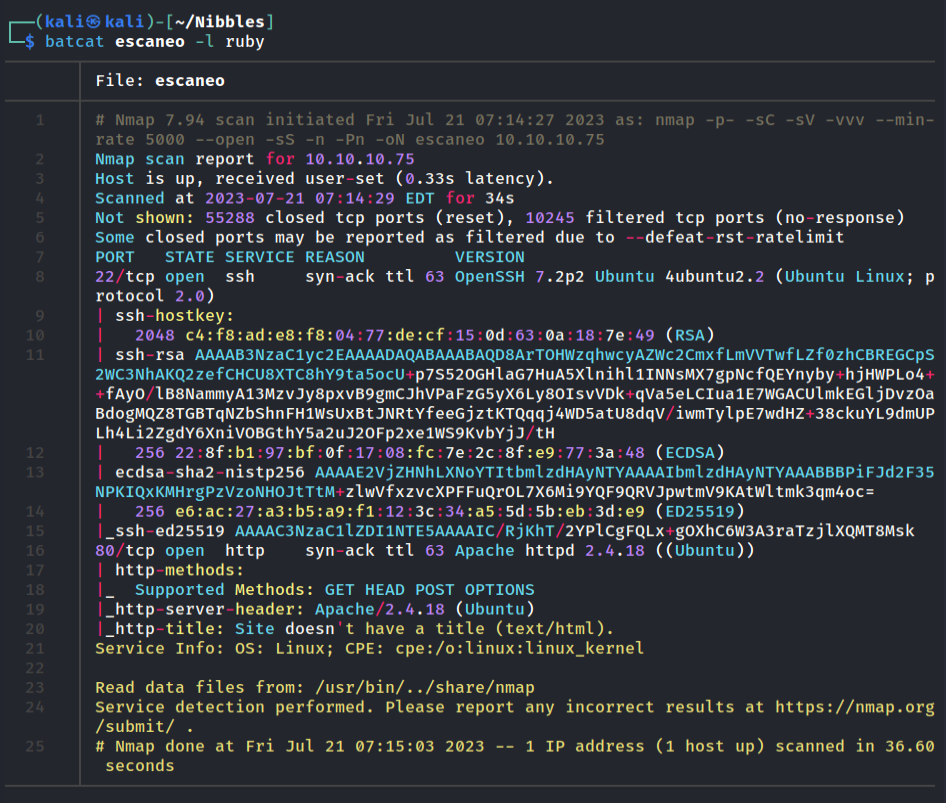 ┌──(kali㉿kali)-[~/Nibbles]
└─$ batcat escaneo -l ruby
File: escaneo
1 # Nmap 7.94 scan initiated Fri Jul 21 07:14:27 2023 as: nmap -p- -sC -sV -vvv --min-
rate 5000 --open -sS -n -Pn -oN escaneo 10.10.10.75
2 Nmap scan report for 10.10.10.75
3 Host is up, received user-set (0.33s latency).
4 Scanned at 2023-07-21 07:14:29 EDT for 34s
5 Not shown: 55288 closed tcp ports (reset), 10245 filtered tcp ports (no-response)
6 Some closed ports may be reported as filtered due to --defeat-rst-ratelimit
7 PORT   STATE SERVICE REASON         VERSION
8 22/tcp open  ssh     syn-ack ttl 63 OpenSSH 7.2p2 Ubuntu 4ubuntu2.2 (Ubuntu Linux; p
rotocol 2.0)
9 | ssh-hostkey:
10 |   2048 c4:f8:ad:e8:f8:04:77:de:cf:15:0d:63:0a:18:7e:49 (RSA)
11 | ssh-rsa AAAAB3NzaC1yc2EAAAADAQABAAABAQD8ArTOHWzqhwcyAZWc2CmxfLmVVTwfLZf0zhCBREGCpS
2WC3NhAKQ2zefCHCU8XTC8hY9ta5ocU+p7S52OGHlaG7HuA5Xlnihl1INNsMX7gpNcfQEYnyby+hjHWPLo4+
+fAyO/lB8NammyA13MzvJy8pxvB9gmCJhVPaFzG5yX6Ly8OIsvVDk+qVa5eLCIua1E7WGACUlmkEGljDvzOa
BdogMQZ8TGBTqNZbShnFH1WsUxBtJNRtYfeeGjztKTQqqj4WD5atU8dqV/iwmTylpE7wdHZ+38ckuYL9dmUP
Lh4Li2ZgdY6XniVOBGthY5a2uJ2OFp2xe1WS9KvbYjJ/tH
12 |   256 22:8f:b1:97:bf:0f:17:08:fc:7e:2c:8f:e9:77:3a:48 (ECDSA)
13 | ecdsa-sha2-nistp256 AAAAE2VjZHNhLXNoYTItbmlzdHAyNTYAAAAIbmlzdHAyNTYAAABBBPiFJd2F35
NPKIQxKMHrgPzVzoNHOJtTtM+zlwVfxzvcXPFFuQrOL7X6Mi9YQF9QRVJpwtmV9KAtWltmk3qm4oc=
14 |   256 e6:ac:27:a3:b5:a9:f1:12:3c:34:a5:5d:5b:eb:3d:e9 (ED25519)
15 |_ssh-ed25519 AAAAC3NzaC1lZDI1NTE5AAAAIC/RjKhT/2YPlCgFQLx+gOXhC6W3A3raTzjlXQMT8Msk
16 80/tcp open  http    syn-ack ttl 63 Apache httpd 2.4.18 ((Ubuntu))
17 | http-methods:
18 |_  Supported Methods: GET HEAD POST OPTIONS
19 |_http-server-header: Apache/2.4.18 (Ubuntu)
20 |_http-title: Site doesn't have a title (text/html).
21 Service Info: OS: Linux; CPE: cpe:/o:linux:linux_kernel
22
23 Read data files from: /usr/bin/../share/nmap
24 Service detection performed. Please report any incorrect results at https://nmap.org
/submit/ .
25 # Nmap done at Fri Jul 21 07:15:03 2023 -- 1 IP address (1 host up) scanned in 36.60
seconds